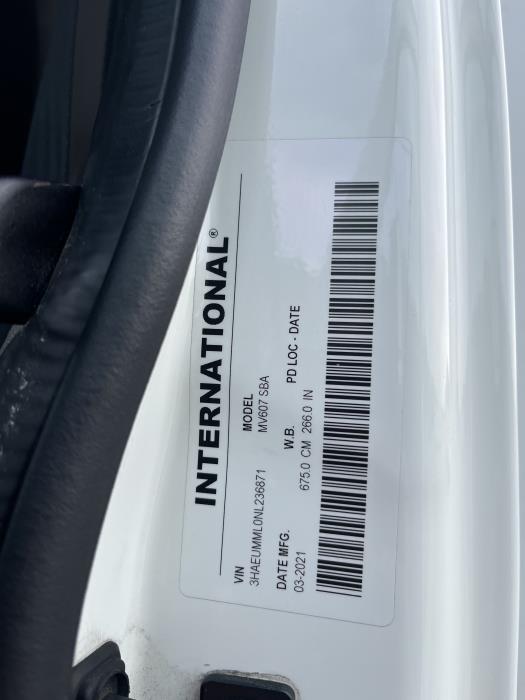 INTERNATIONAL®
VIN MODEL
3HAEUMML0NL236871 MV607 SBA
DATE MFG. W.B. PD LOC - DATE
03-2021 675.0 CM 266.0 IN